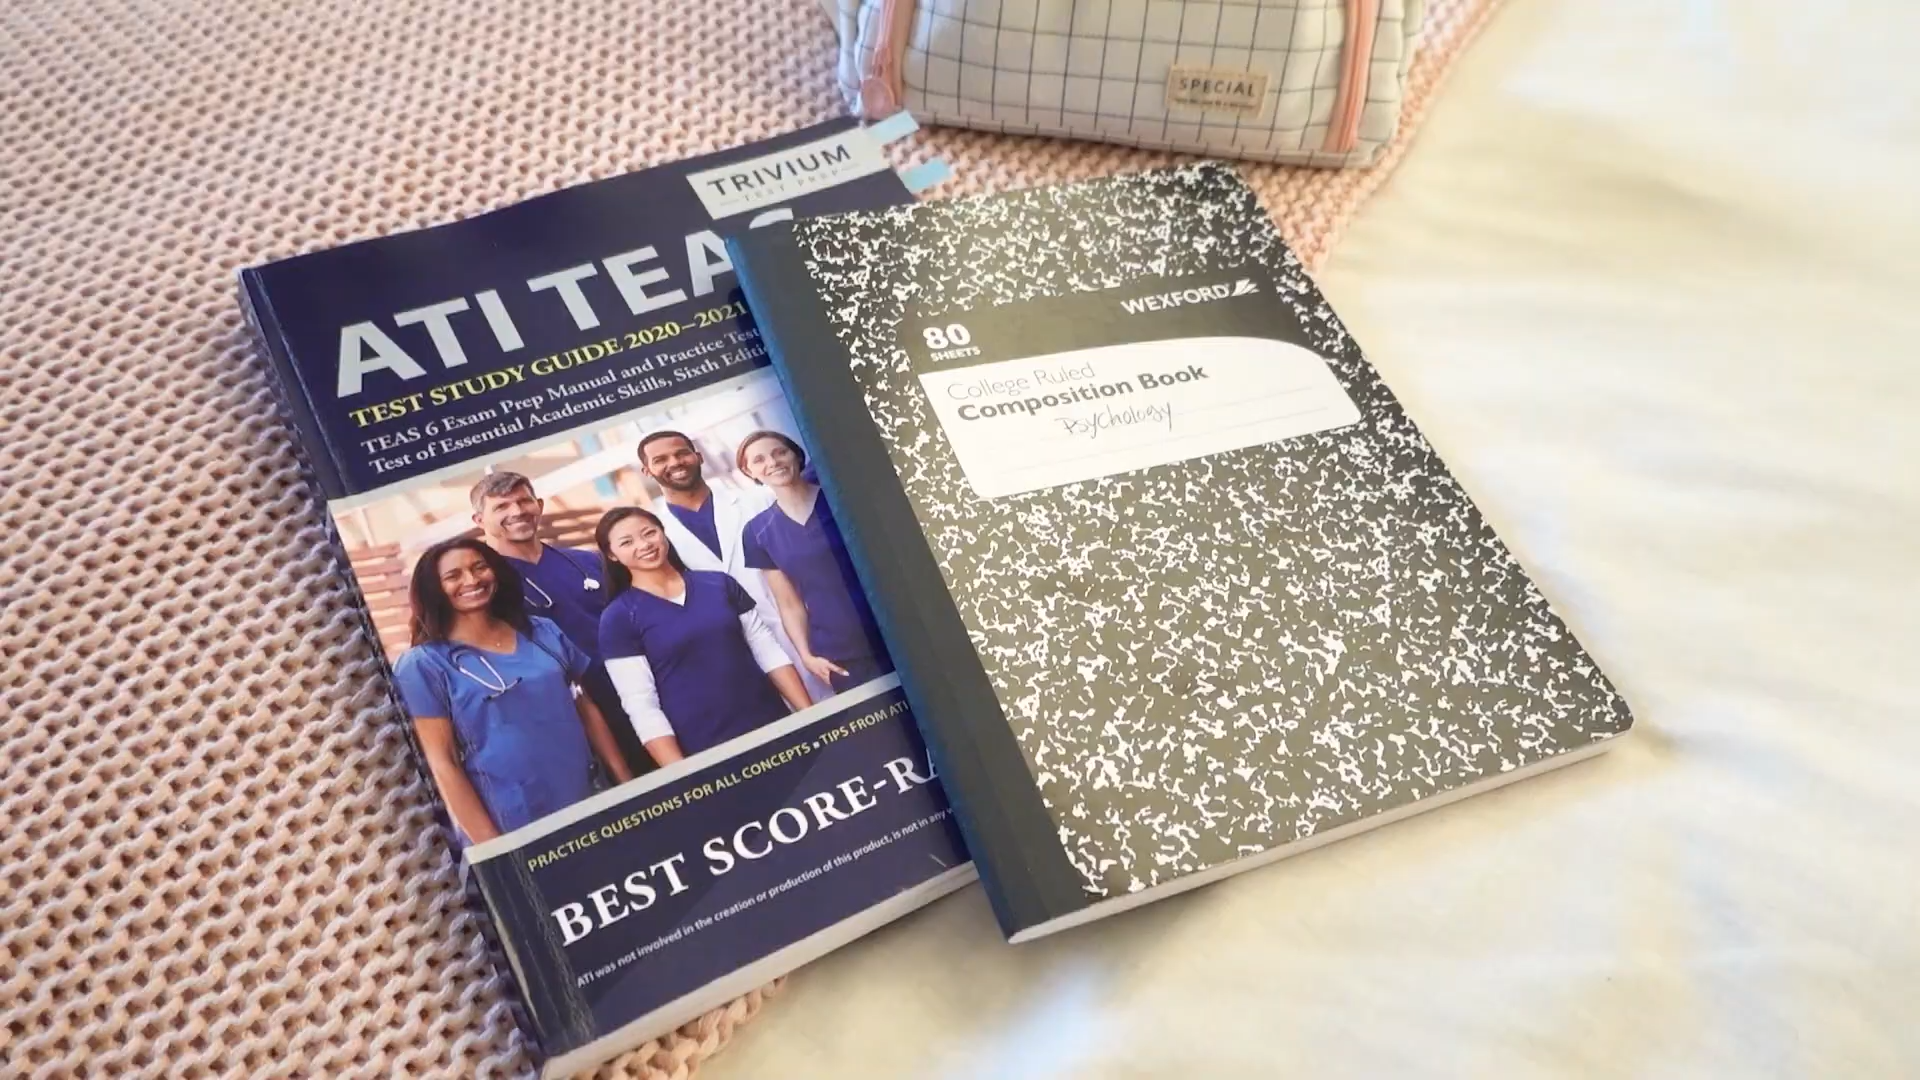 SPECIAL
TRIVIUM
TEST PREP
ATI TEAS
TEST STUDY GUIDE 2020–2021
TEAS 6 Exam Prep Manual and Practice Test
Test of Essential Academic Skills, Sixth Editi
PRACTICE QUESTIONS FOR ALL CONCEPTS ■ TIPS FROM ATI
BEST SCORE-RA
ATI was not involved in the creation or production of this product, is not in any
WEXFORD
80
SHEETS
College Ruled
Composition Book
Psychology